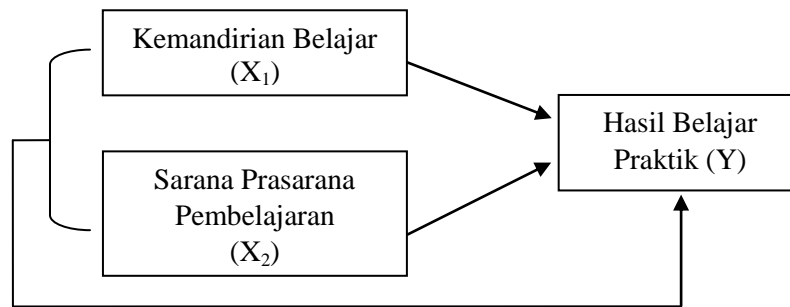 Kemandirian Belajar
(X₁)
Hasil Belajar
Praktik (Y)
Sarana Prasarana
Pembelajaran
(X₂)